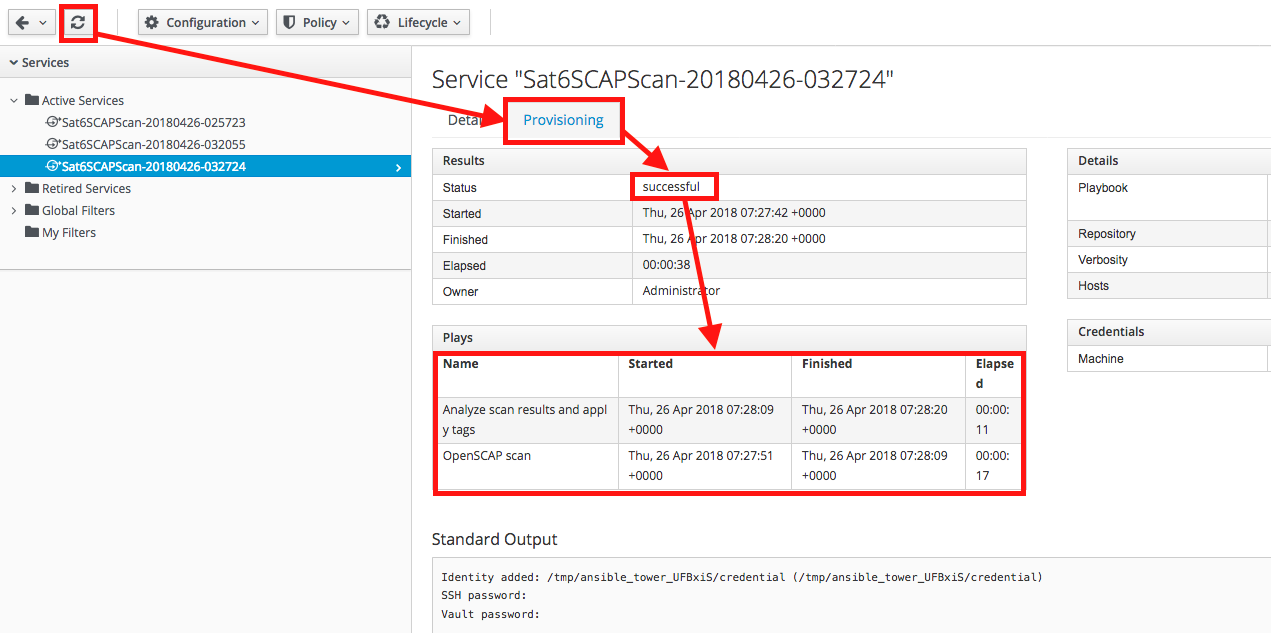 Configuration Policy Lifecycle
Services
Active Services
Sat6SCAPScan-20180426-025723
Sat6SCAPScan-20180426-032055
Sat6SCAPScan-20180426-032724
Retired Services
Global Filters
My Filters
Service "Sat6SCAPScan-20180426-032724"
Provisioning
Results
Status successful
Started Thu, 26 Apr 2018 07:27:42 +0000
Finished Thu, 26 Apr 2018 07:28:20 +0000
Elapsed 00:00:38
Owner Administrator
Plays
Name Started Finished Elapse
d
Analyze scan results and appl Thu, 26 Apr 2018 07:28:09 Thu, 26 Apr 2018 07:28:20 00:00:
y tags +0000 +0000 11
OpenSCAP scan Thu, 26 Apr 2018 07:27:51 Thu, 26 Apr 2018 07:28:09 00:00:
+0000 +0000 17
Details
Playbook
Repository
Verbosity
Hosts
Credentials
Machine
Standard Output
Identity added: /tmp/ansible_tower_UFBxiS/credential (/tmp/ansible_tower_UFBxiS/credential)
SSH password:
Vault password: